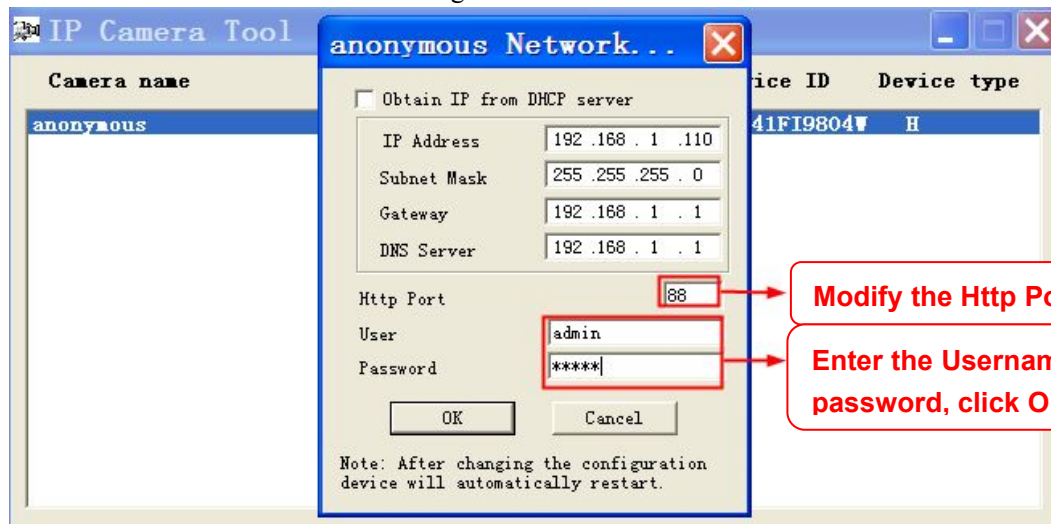 IP Camera Tool
anonymous Network...
Camera name
ice ID
Device type
anonymous
41FI9804W
H
Obtain IP from DHCP server
IP Address 192 .168 . 1 .110
Subnet Mask 255 .255 .255 . 0
Gateway 192 .168 . 1 . 1
DNS Server 192 .168 . 1 . 1
Http Port 88
User admin
Password *****
OK Cancel
Note: After changing the configuration
device will automatically restart.
Modify the Http Po
Enter the Usernam
password, click O